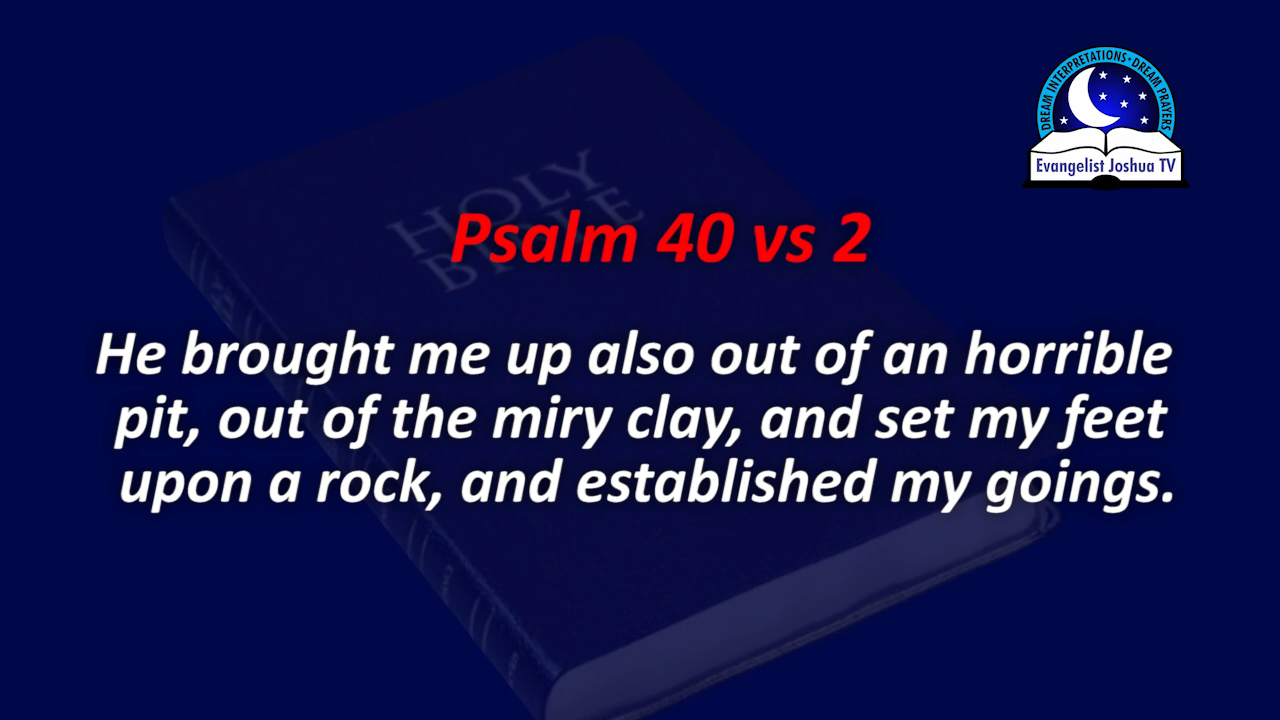 DREAM INTERPRETATIONS · DREAM PRAYERS
Evangelist Joshua TV
HOLY
BIBLE
Psalm 40 vs 2
He brought me up also out of an horrible
pit, out of the miry clay, and set my feet
upon a rock, and established my goings.